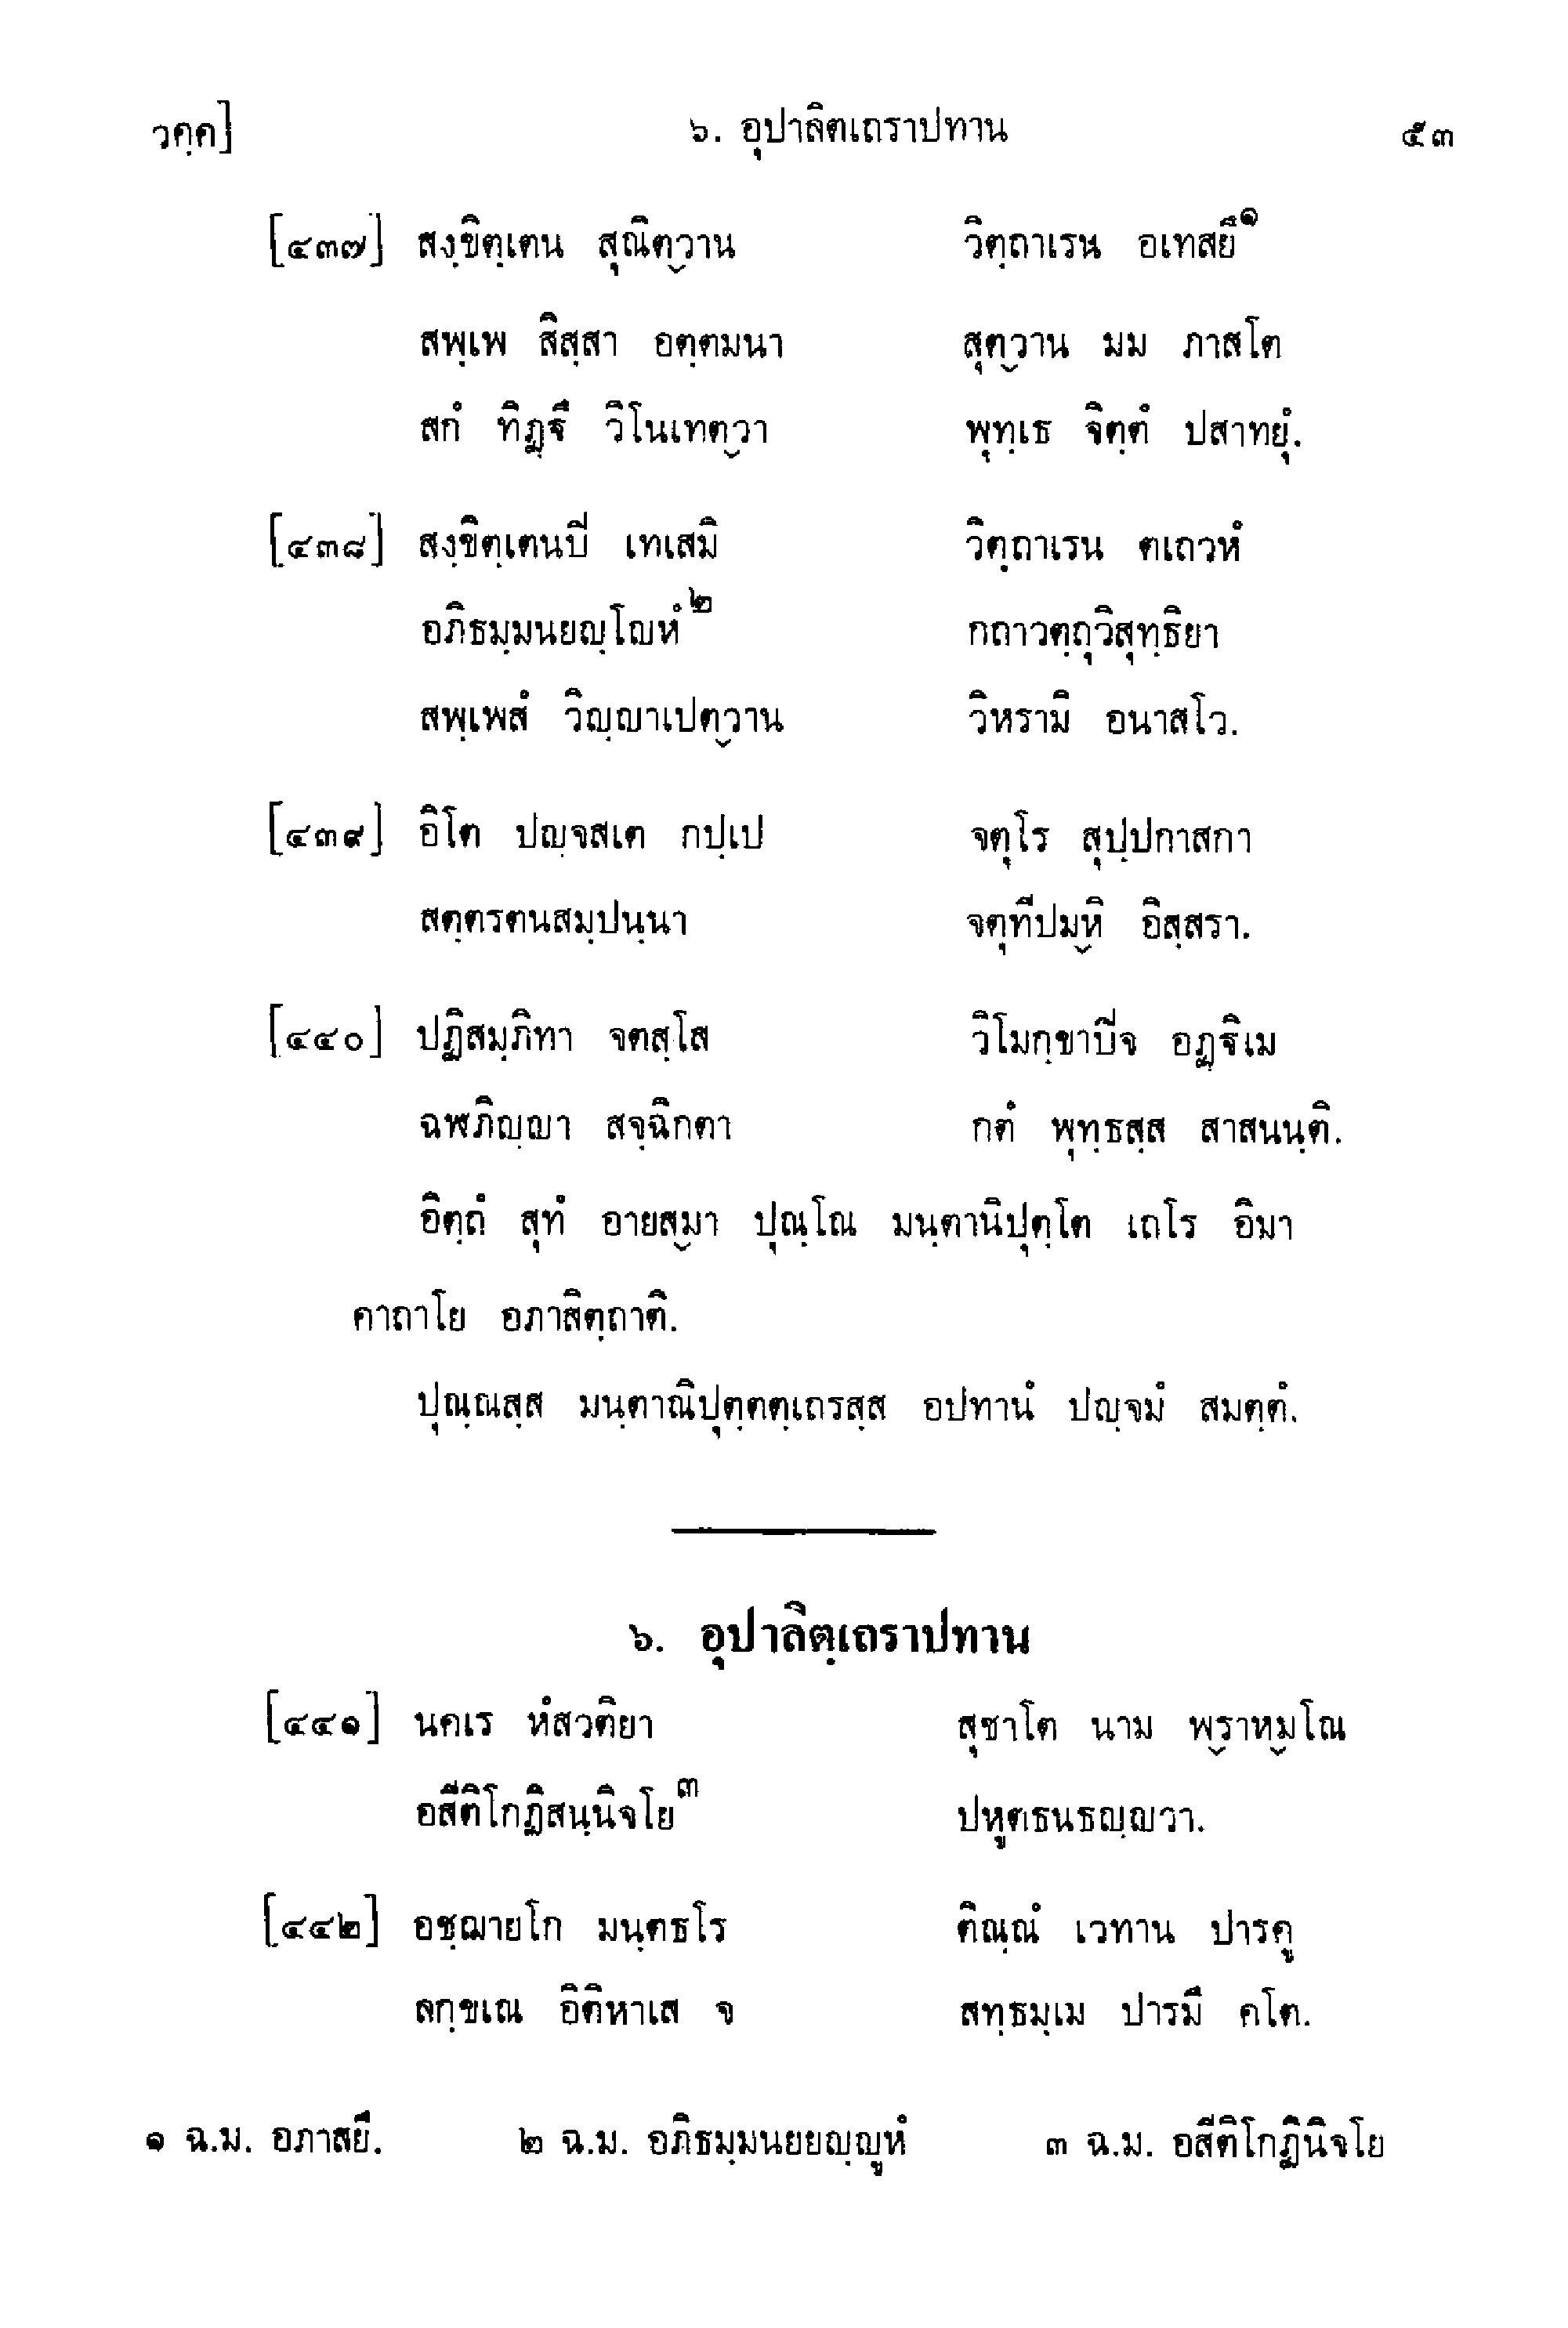 วคฺค] ๖. อุปาลิตเถราปทาน ๕๓
[๔๓๗] สงฺขิตฺเตน สุณิตฺวาน วิตฺถาเรน อเทสยึ๑
สพฺเพ สิสฺสา อตฺตมนา สุตฺวาน มม ภาสโต
สกํ ทิฏฺฐึ วิโนเทตฺวา พุทฺเธ จิตฺตํ ปสาทยุํ.
[๔๓๘] สงฺขิตฺเตนปิ เทเสมิ วิตฺถาเรน ตเถวหํ
อภิธมฺมนยญฺโญหํ๒ กถาวตฺถุวิสุทฺธิยา
สพฺเพสํ วิญฺญาเปตฺวาน วิหรามิ อนาสโว.
[๔๓๙] อิโต ปญฺจสเต กปฺเป จตุโร สุปฺปกาสกา
สตฺตรตนสมฺปนฺนา จตุทีปมฺหิ อิสฺสรา.
[๔๔๐] ปฏิสมฺภิทา จตสฺโส วิโมกฺขาปิจ อฏฺฐิเม
ฉฬภิญฺญา สจฺฉิกตา กตํ พุทฺธสฺส สาสนนฺติ.
อิตฺถํ สุทํ อายสฺมา ปุณฺโณ มนฺตานิปุตฺโต เถโร อิมา
คาถาโย อภาสิตฺถาติ.
ปุณฺณสฺส มนฺตาณิปุตฺตตฺเถรสฺส อปทานํ ปญฺจมํ สมตฺตํ.
๖. อุปาลิตฺเถราปทาน
[๔๔๑] นคเร หํสวติยา สุชาโต นาม พฺราหฺมโณ
อสีติโกฏิสนฺนิจโย๓ ปหูตธนธญฺญวา.
[๔๔๒] อชฺฌายโก มนฺตธโร ติณฺณํ เวทาน ปารคู
ลกฺขเณ อิติหาเส จ สทฺธมฺเม ปารมึ คโต.
๑ ฉ.ม. อภาสยึ. ๒ ฉ.ม. อภิธมฺมนยยญฺญูหํ ๓ ฉ.ม. อสีติโกฏินิจโย